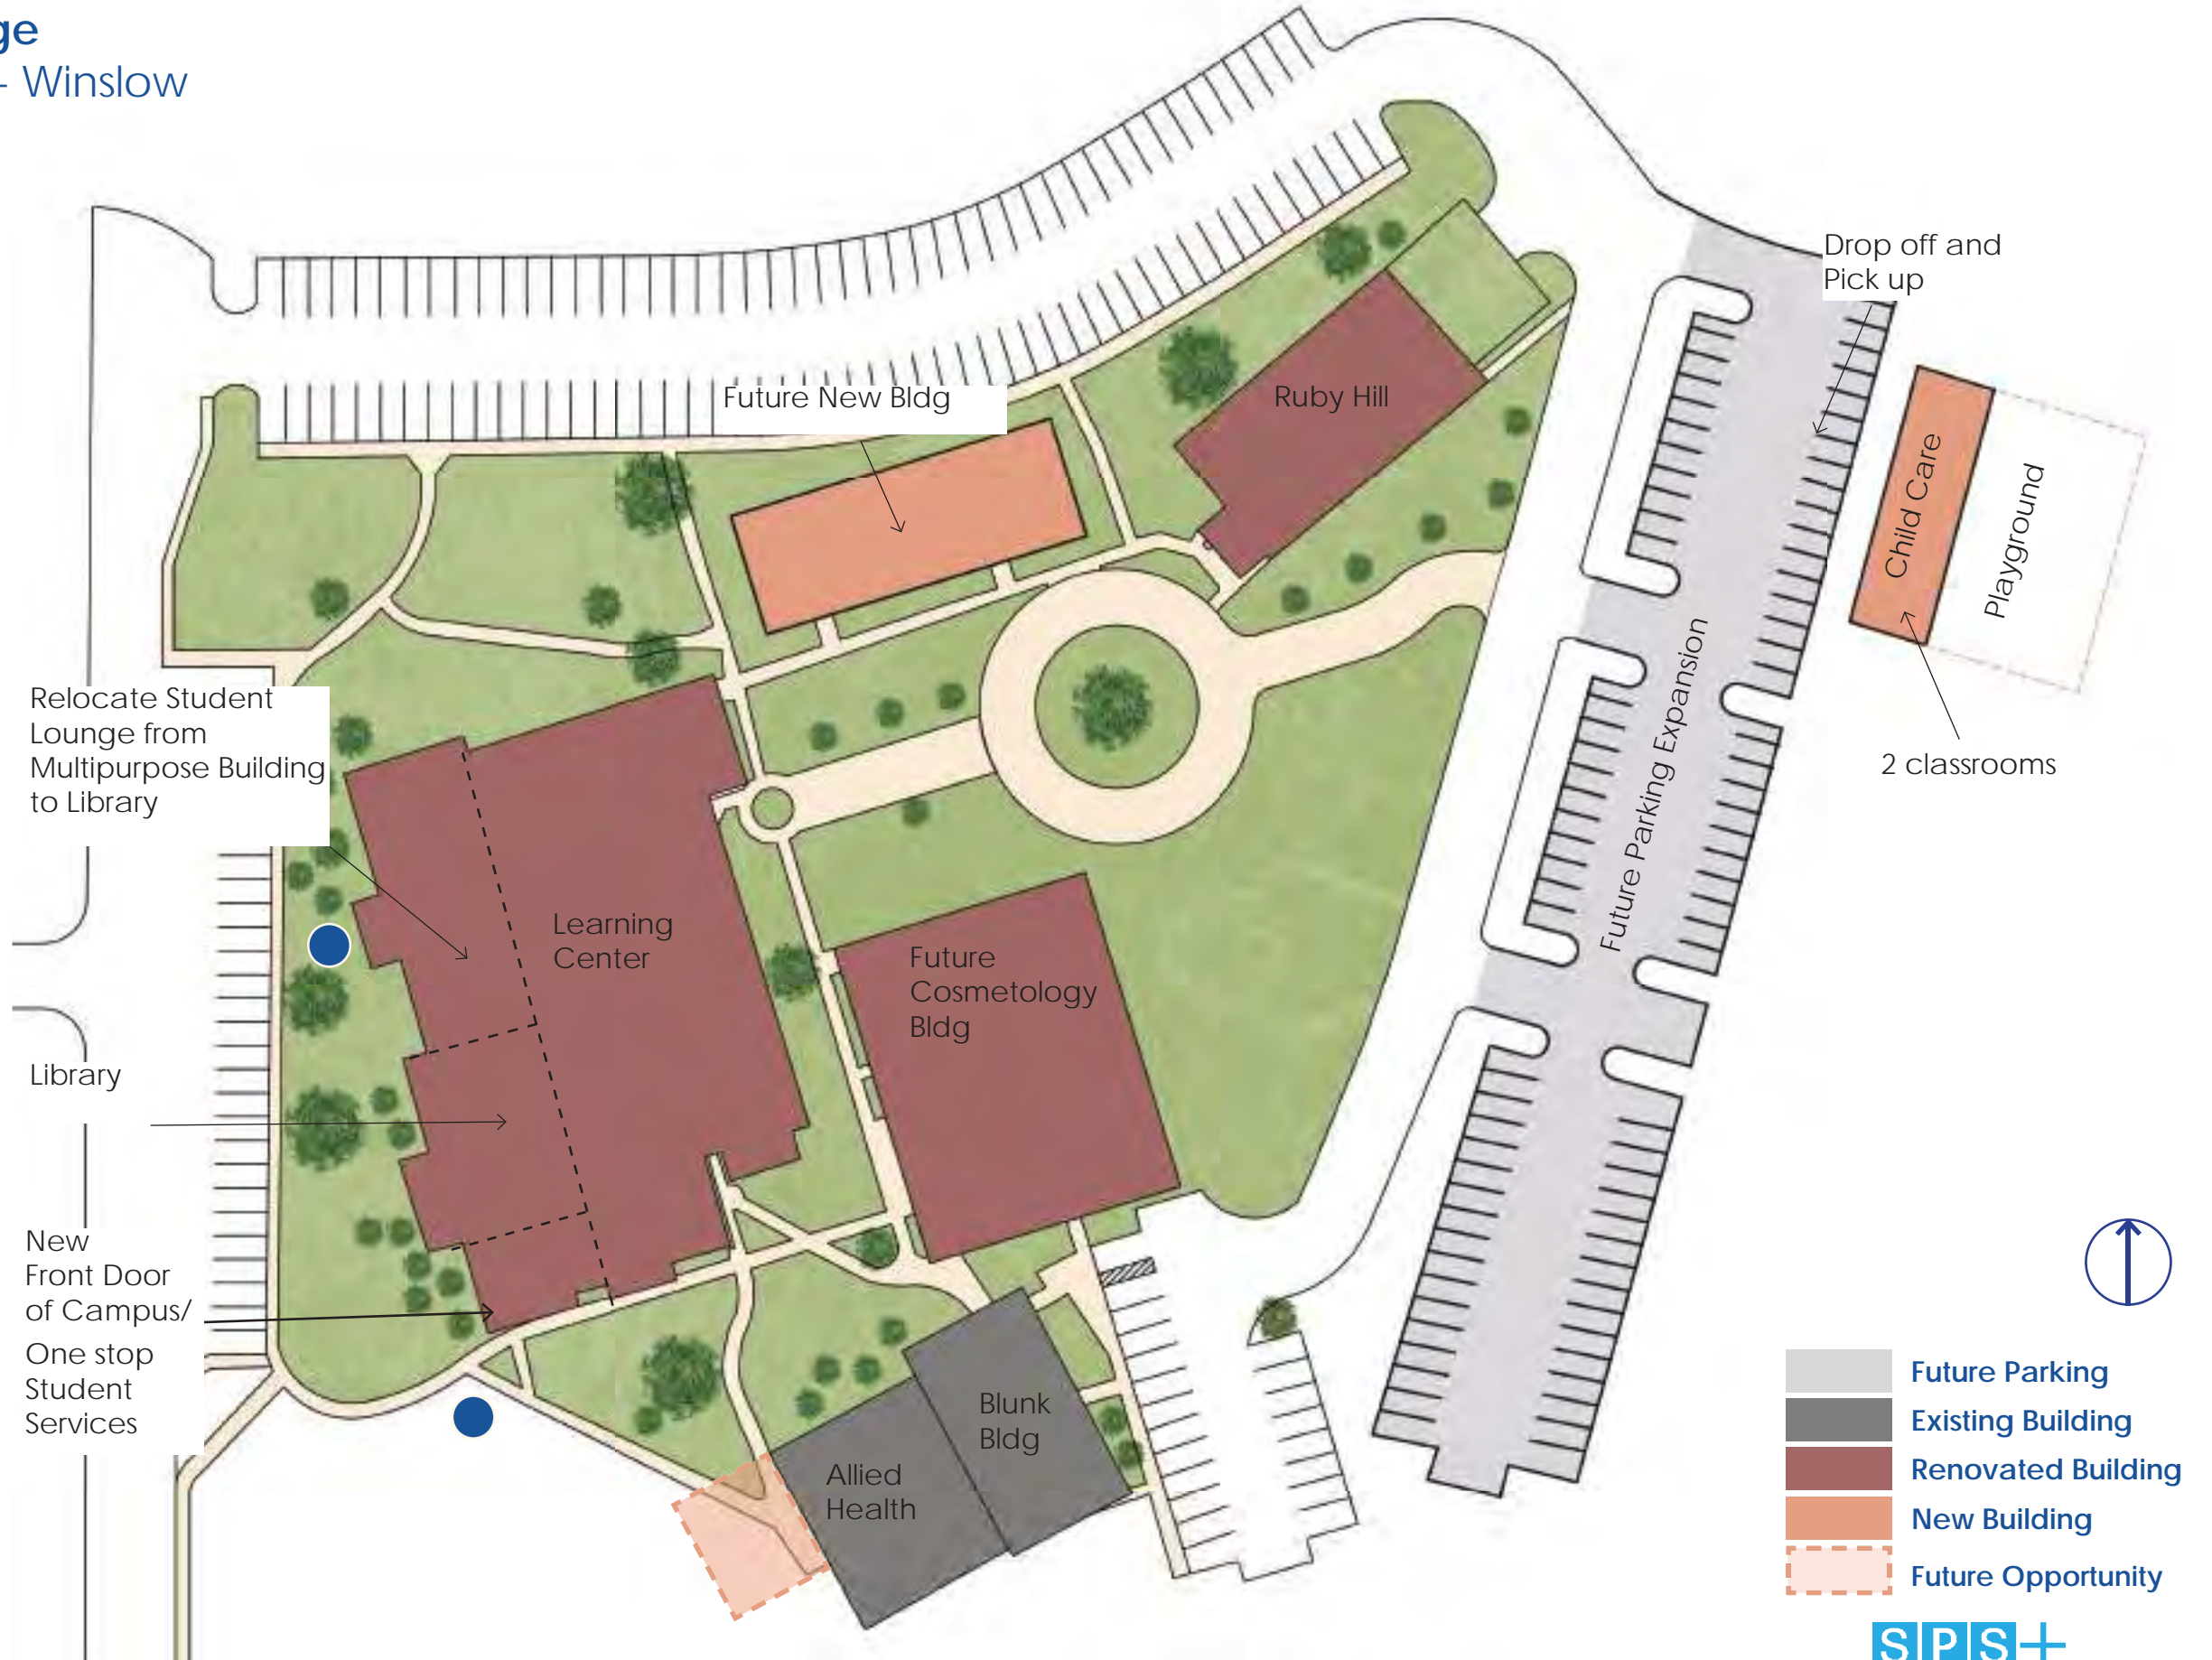 ge
- Winslow
Drop off and
Pick up
Future New Bldg
Ruby Hill
Child Care
Playground
2 classrooms
Future Parking Expansion
Relocate Student
Lounge from
Multipurpose Building
to Library
Learning
Center
Future
Cosmetology
Bldg
Library
New
Front Door
of Campus/
One stop
Student
Services
Blunk
Bldg
Allied
Health
Future Parking
Existing Building
Renovated Building
New Building
Future Opportunity
SPS+